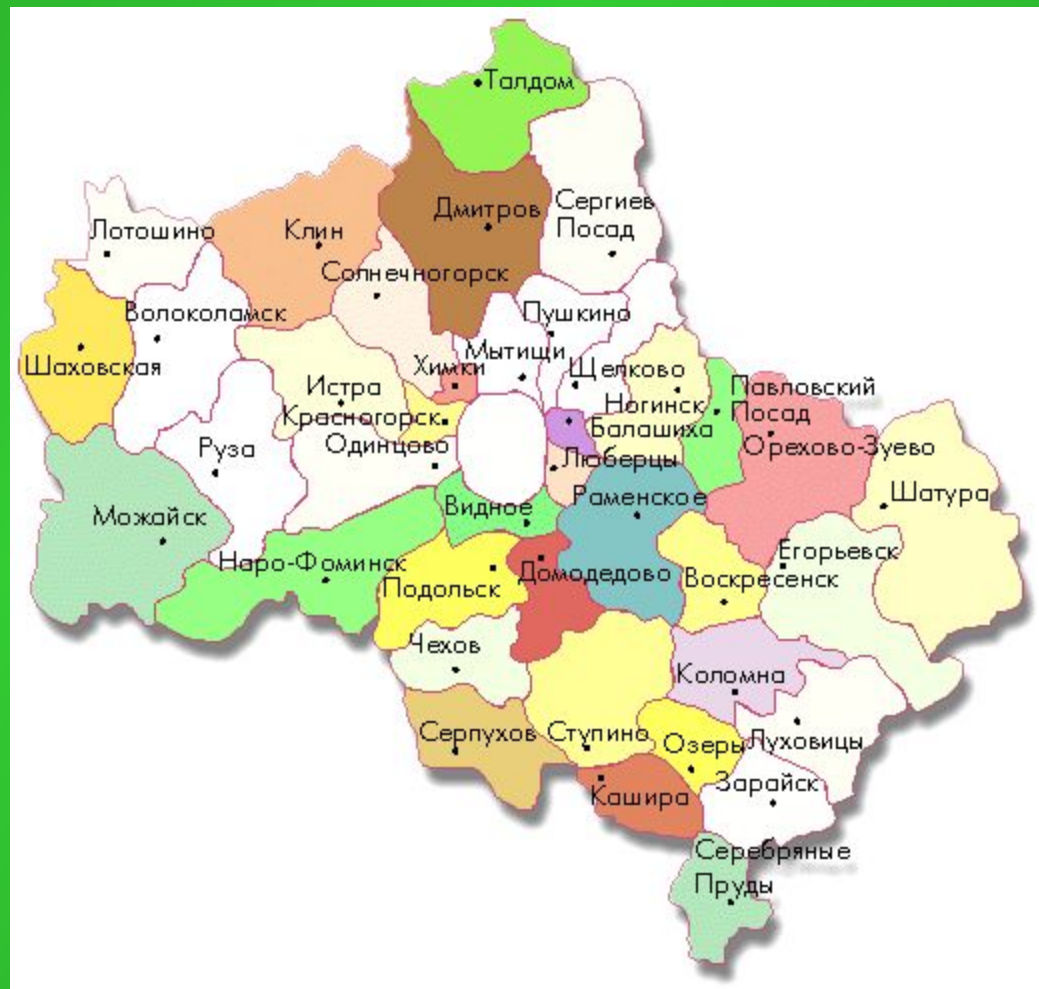 Талдом
Дмитров
Сергиев
Посад
Лотошино
Клин
Солнечногорск
Волоколамск
Пушкино
Мытищи
Шаховская
Химки
Щелково
Истра
Красногорск
Ногинск
Павловский
Посад
Балашиха
Руза
Одинцово
Люберцы
Орехово-Зуево
Шатура
Можайск
Видное
Раменское
Наро-Фоминск
Подольск
Домодедово
Воскресенск
Егорьевск
Чехов
Коломна
Серпухов
Ступино
Озеры
Луховицы
Кашира
Зарайск
Серебряные
Пруды